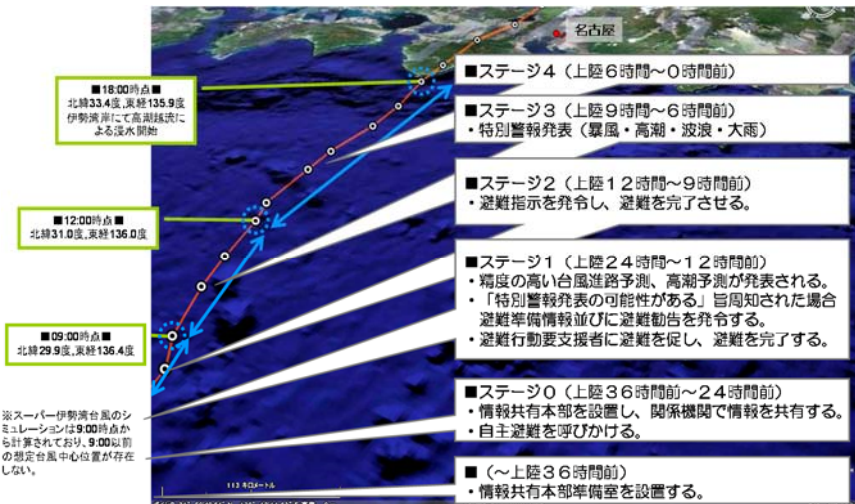 名古屋
■18:00時点■
北緯33.4度,東経135.9度
伊勢湾岸にて高潮越流に
よる浸水開始
■12:00時点■
北緯31.0度,東経136.0度
■09:00時点■
北緯29.9度,東経136.4度
※スーパー伊勢湾台風のシ
ミュレーションは9:00時点か
ら計算されており、9:00以前
の想定台風中心位置が存在
しない。
■ステージ4(上陸6時間~0時間前)
■ステージ3(上陸9時間~6時間前)
・特別警報発表(暴風・高潮・波浪・大雨)
■ステージ2(上陸12時間~9時間前)
・避難指示を発令し、避難を完了させる。
■ステージ1(上陸24時間~12時間前)
・精度の高い台風進路予測、高潮予測が発表される。
・「特別警報発表の可能性がある」旨周知された場合
避難準備情報並びに避難勧告を発令する。
・避難行動要支援者に避難を促し、避難を完了する。
■ステージ0(上陸36時間前~24時間前)
・情報共有本部を設置し、関係機関で情報を共有する。
・自主避難を呼びかける。
■(~上陸36時間前)
・情報共有本部準備室を設置する。
113 キロメートル